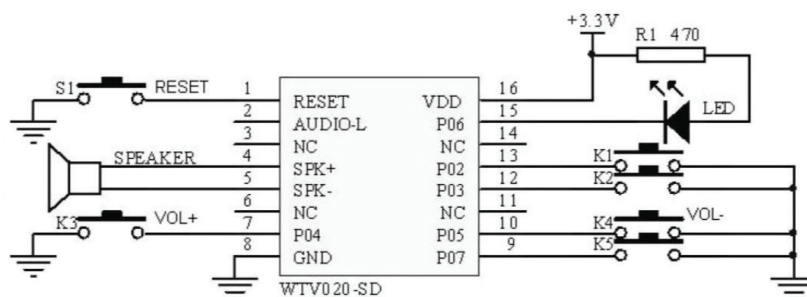 +3.3V
R1 470
S1 RESET 1 RESET VDD 16
2 AUDIO-L P06 15 LED
3 NC NC 14
SPEAKER 4 SPK+ P02 13 K1
5 SPK- P03 12 K2
6 NC NC 11
K3 VOL+ 7 P04 P05 10 K4 VOL-
8 GND P07 9 K5
WTV020-SD